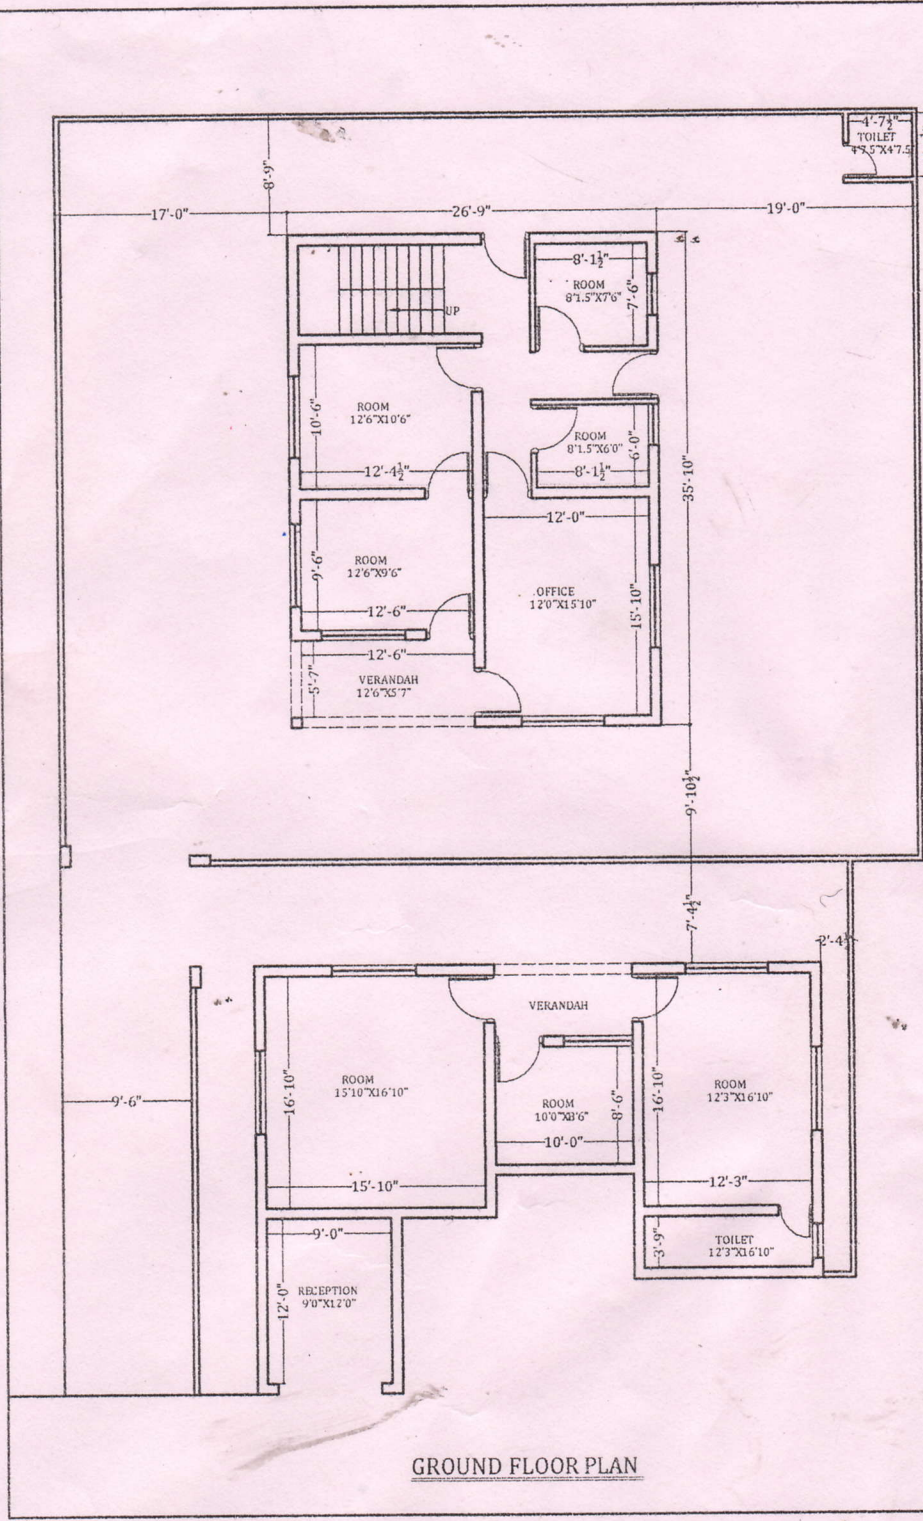 4'-7½"
TOILET
4'7.5"X4'7.5
8'-9"
17'-0"
26'-9"
19'-0"
8'-1½"
ROOM
8'1.5"X7'6"
7'-6"
UP
ROOM
12'6"X10'6"
10'-6"
12'-4½"
ROOM
8'1.5"X6'0"
6'-0"
8'-1½"
35'-10"
12'-0"
ROOM
12'6"X9'6"
9'-6"
12'-6"
OFFICE
12'0"X15'10"
15'-10"
12'-6"
VERANDAH
12'6"X5'7"
5'-7"
9'-10½"
7'-4½"
2'-4½
VERANDAH
ROOM
15'10"X16'10"
16'-10"
15'-10"
9'-6"
ROOM
10'0"X8'6"
8'-6"
10'-0"
16'-10"
ROOM
12'3"X16'10"
12'-3"
9'-0"
RECEPTION
9'0"X12'0"
12'-0"
3'-9"
TOILET
12'3"X16'10"
GROUND FLOOR PLAN